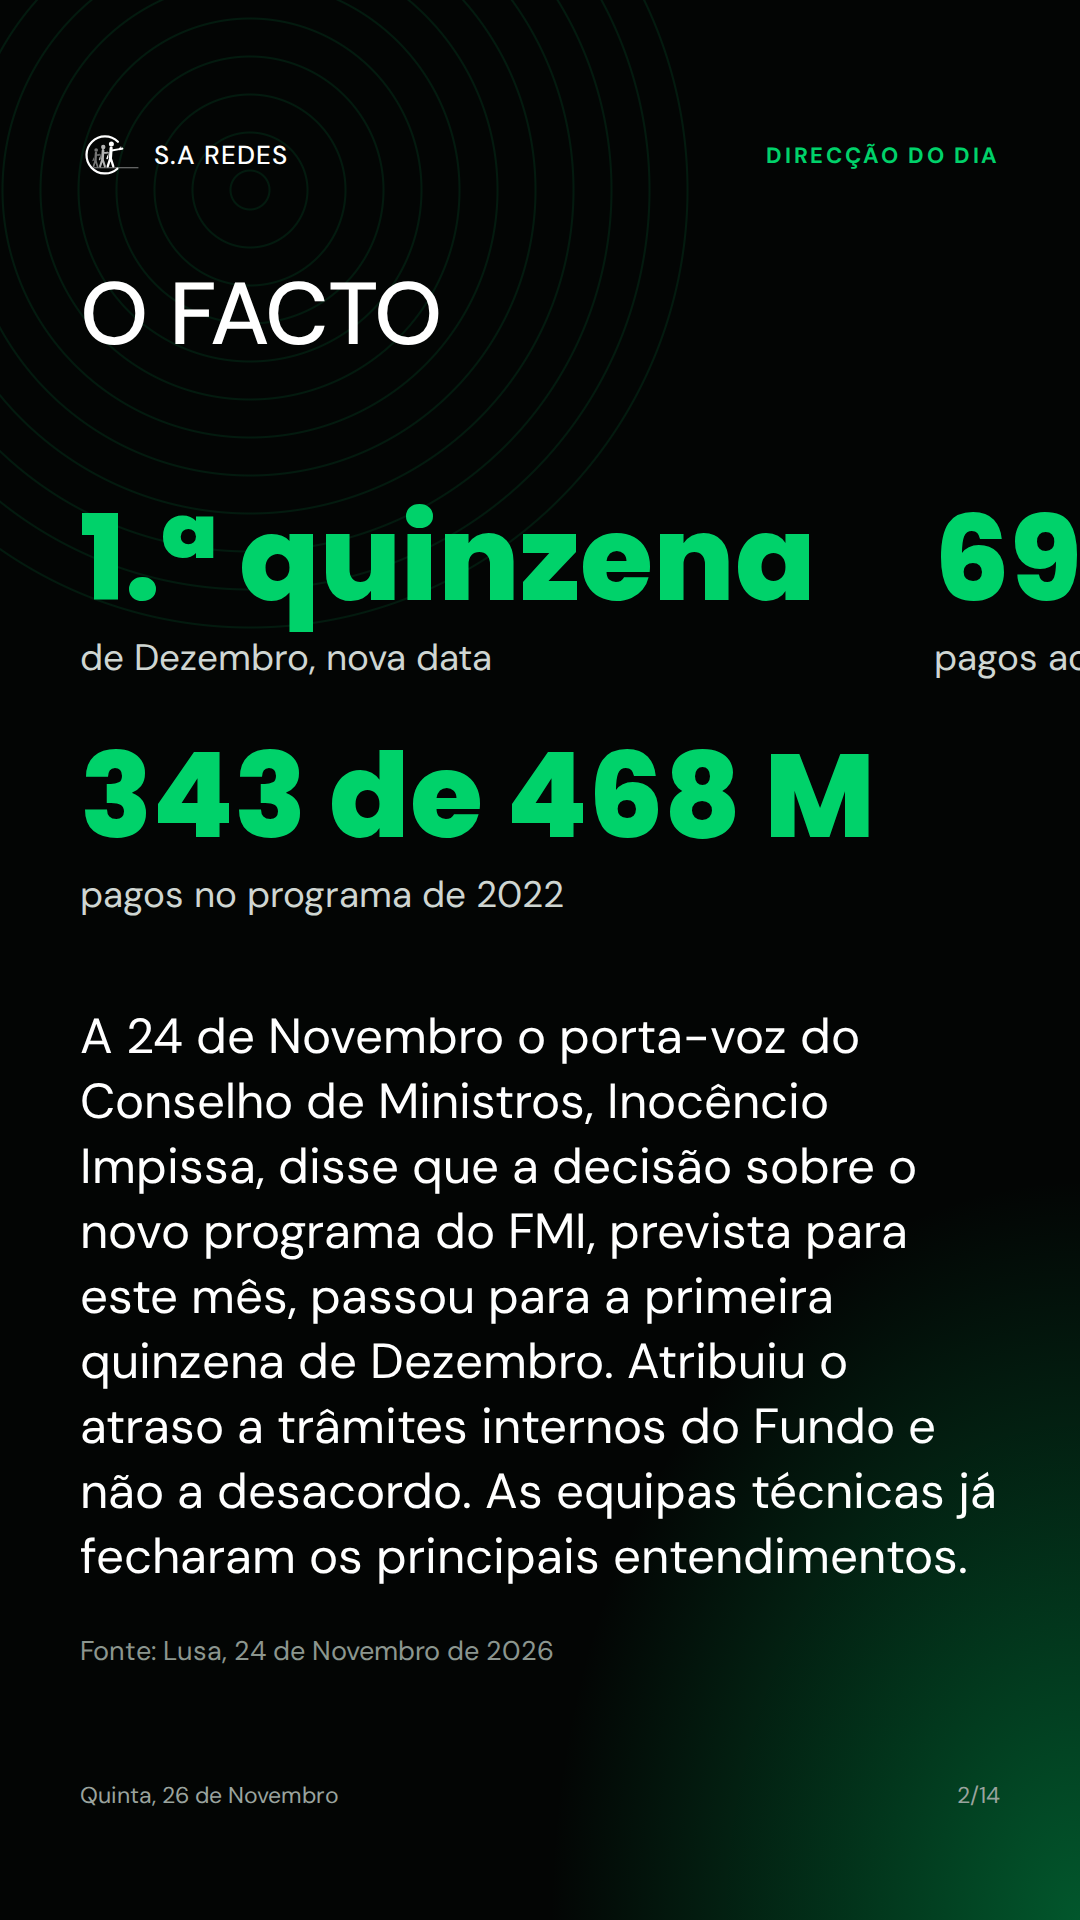 S.A REDES
DIRECÇÃO DO DIA
O FACTO
1.ª quinzena
de Dezembro, nova data
69
pagos
343 de 468 M
pagos no programa de 2022
A 24 de Novembro o porta-voz do
Conselho de Ministros, Inocêncio
Impissa, disse que a decisão sobre o
novo programa do FMI, prevista para
este mês, passou para a primeira
quinzena de Dezembro. Atribuiu o
atraso a trâmites internos do Fundo e
não a desacordo. As equipas técnicas já
fecharam os principais entendimentos.
Fonte: Lusa, 24 de Novembro de 2026
Quinta, 26 de Novembro
2/14